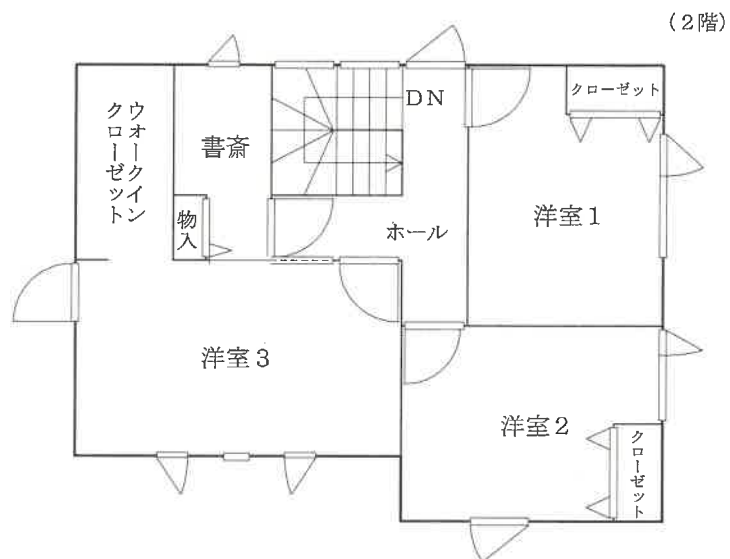 (2階)
クローゼット
DN
ウオークイン
クローゼット
書斎
物入
ホール
洋室1
洋室3
洋室2
クローゼット